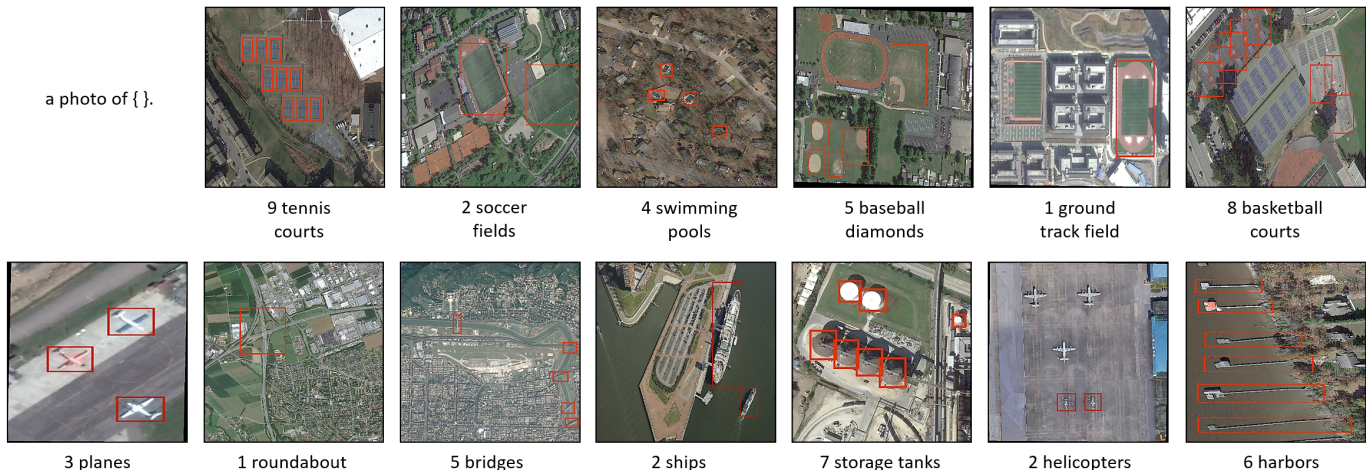 a photo of { }.
9 tennis
courts
2 soccer
fields
4 swimming
pools
5 baseball
diamonds
1 ground
track field
8 basketball
courts
3 planes
1 roundabout
5 bridges
2 ships
7 storage tanks
2 helicopters
6 harbors